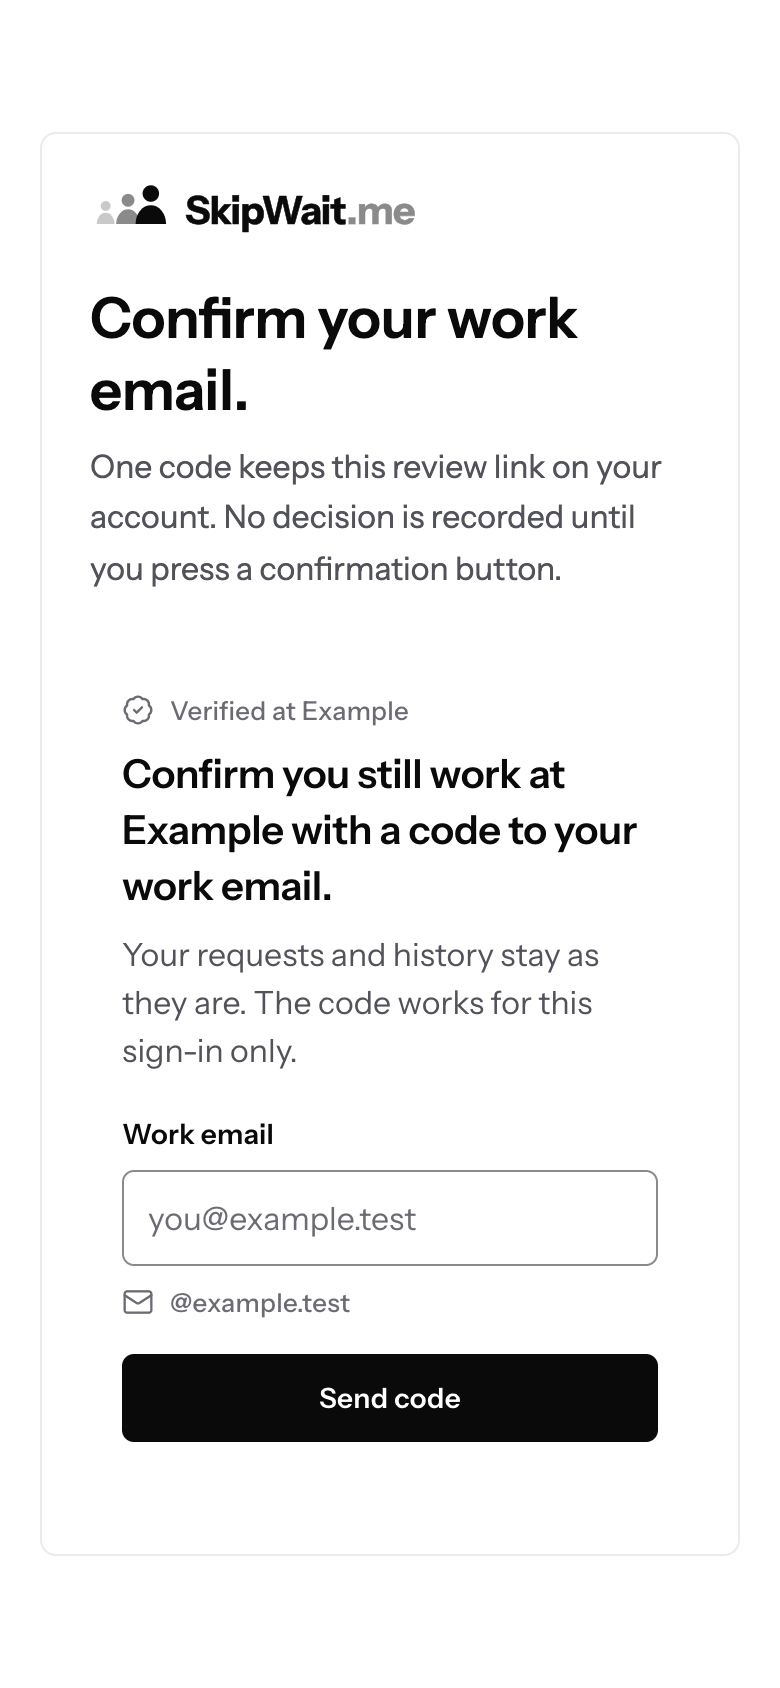 SkipWait.me
Confirm your work
email.
One code keeps this review link on your
account. No decision is recorded until
you press a confirmation button.
Verified at Example
Confirm you still work at
Example with a code to your
work email.
Your requests and history stay as
they are. The code works for this
sign-in only.
Work email
you@example.test
@example.test
Send code